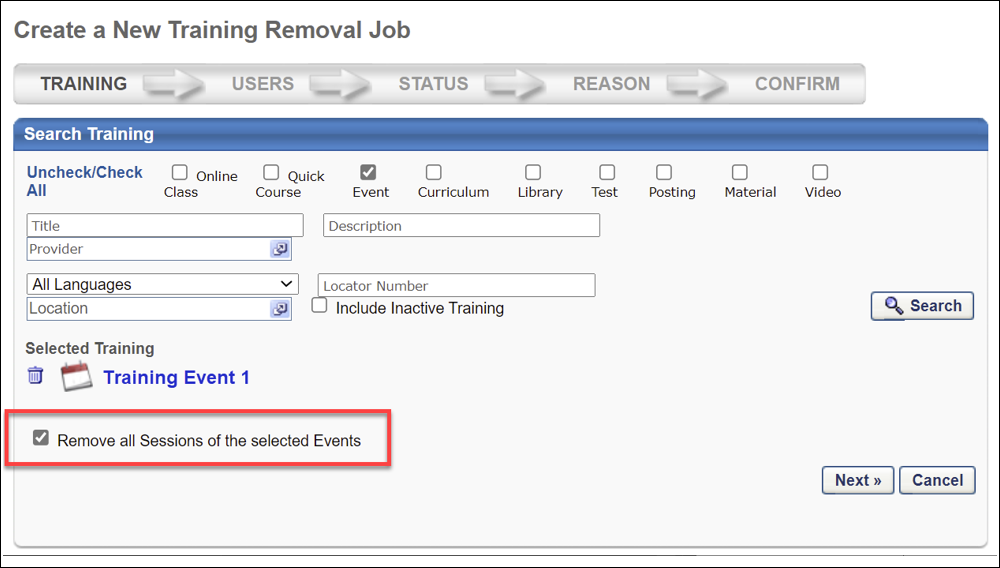 Create a New Training Removal Job
TRAINING USERS STATUS REASON CONFIRM
Search Training
Uncheck/Check All
Online Class
Quick Course
Event
Curriculum
Library
Test
Posting
Material
Video
Title
Description
Provider
All Languages
Locator Number
Location
Include Inactive Training
Search
Selected Training
Training Event 1
Remove all Sessions of the selected Events
Next »
Cancel